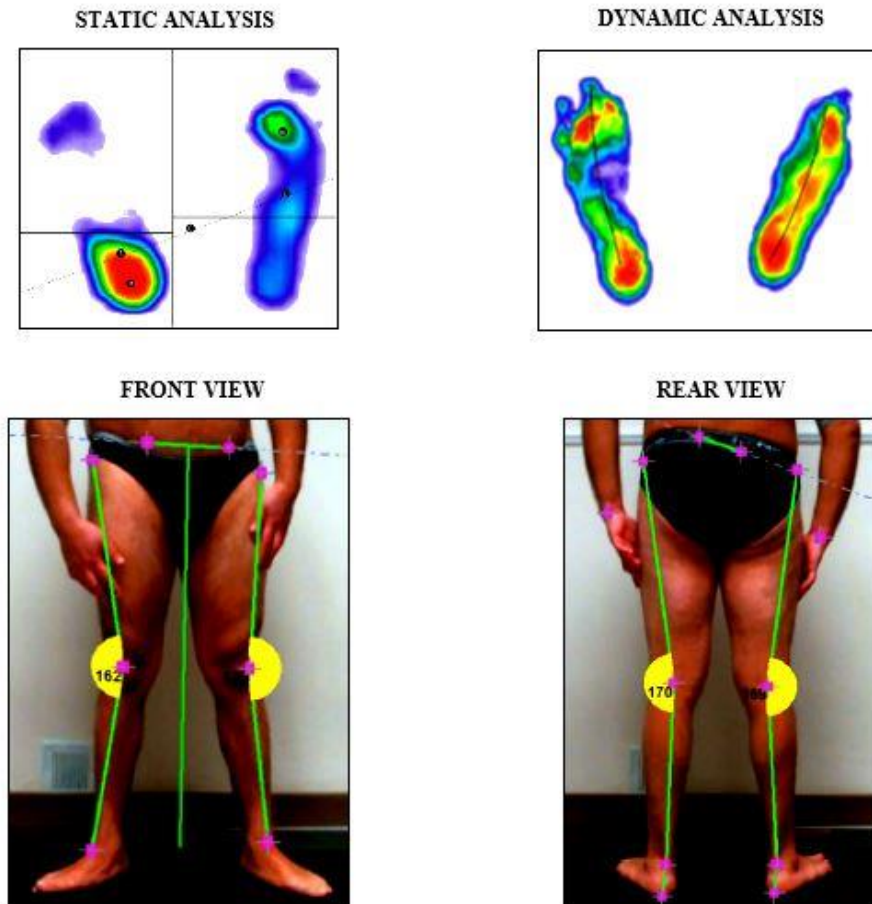 STATIC ANALYSIS
DYNAMIC ANALYSIS
FRONT VIEW
REAR VIEW
162
170